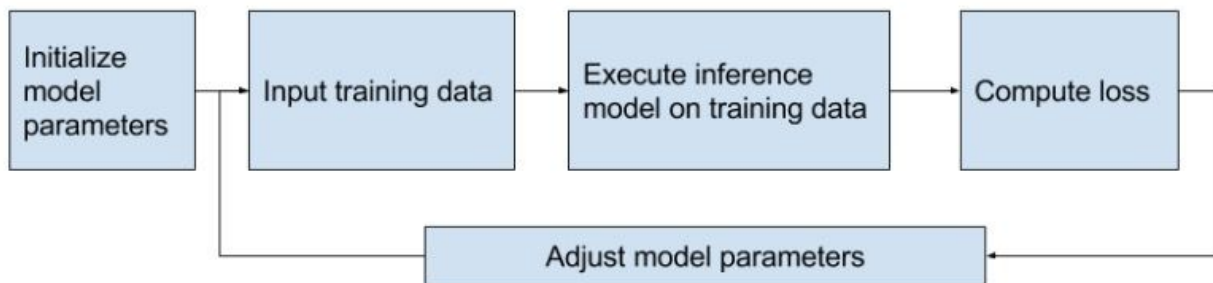 Initialize
model
parameters
Input training data
Execute inference
model on training data
Compute loss
Adjust model parameters